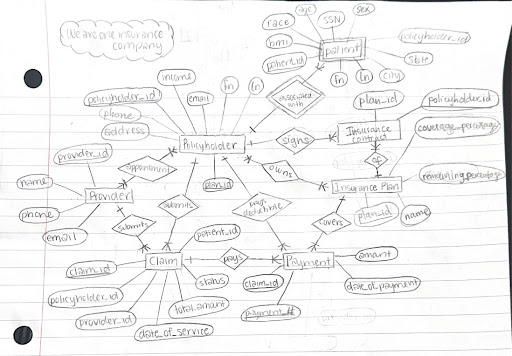 We are one insurance
company
race
age
SSN
sex
bmi
patient_id
patient
policyholder_id
state
fn
ln
city
income
policyholder_id
email
fn
ln
phone
address
associated
with
plan_id
policyholder_id
Policyholder
signs
Insurance
contract
coverage_percentage
provider_id
appointment
plan_id
owns
of
name
Provider
Insurance Plan
remaining percentage
phone
submits
pays
deductible
plan_id
name
email
submits
covers
patient_id
claim_id
Claim
pays
Payment
amount
policyholder_id
status
claim_id
date_of_payment
provider_id
total_amount
payment_#
date_of_service